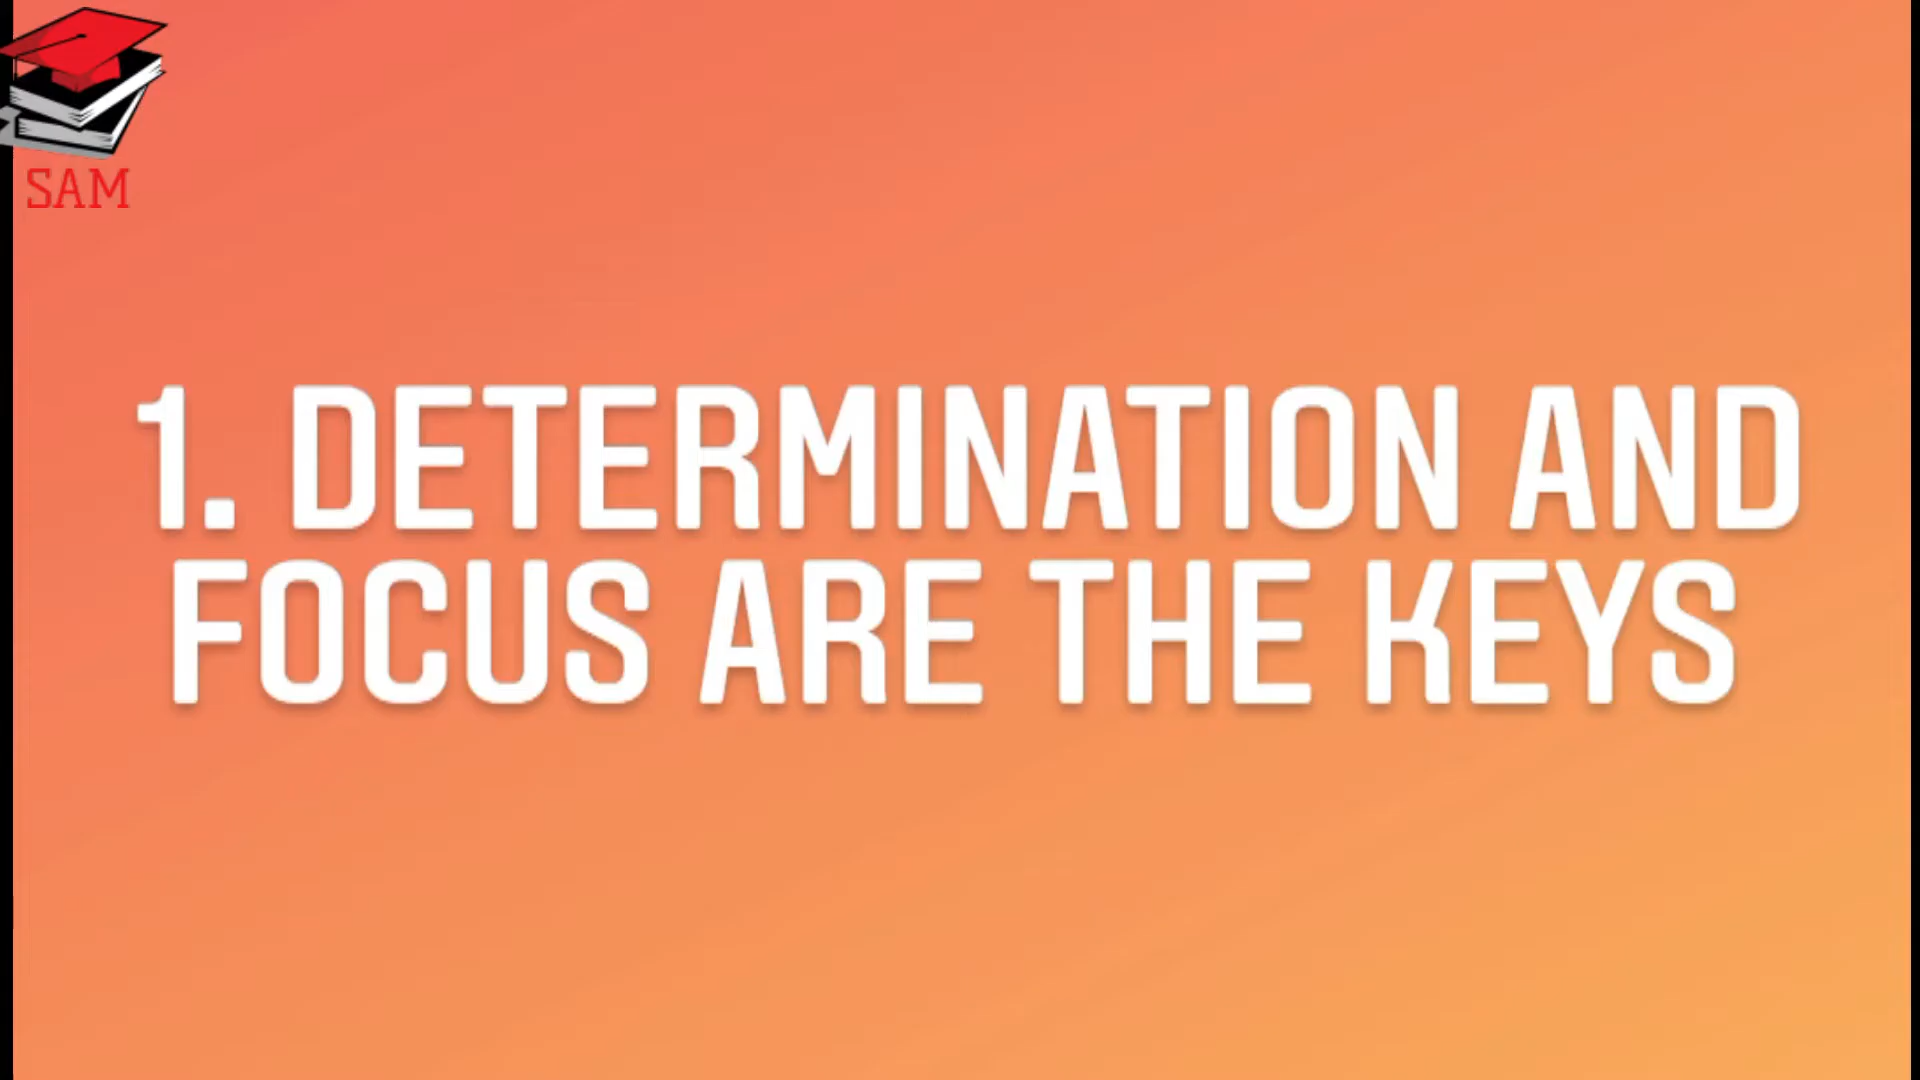 SAM
1. DETERMINATION AND
FOCUS ARE THE KEYS